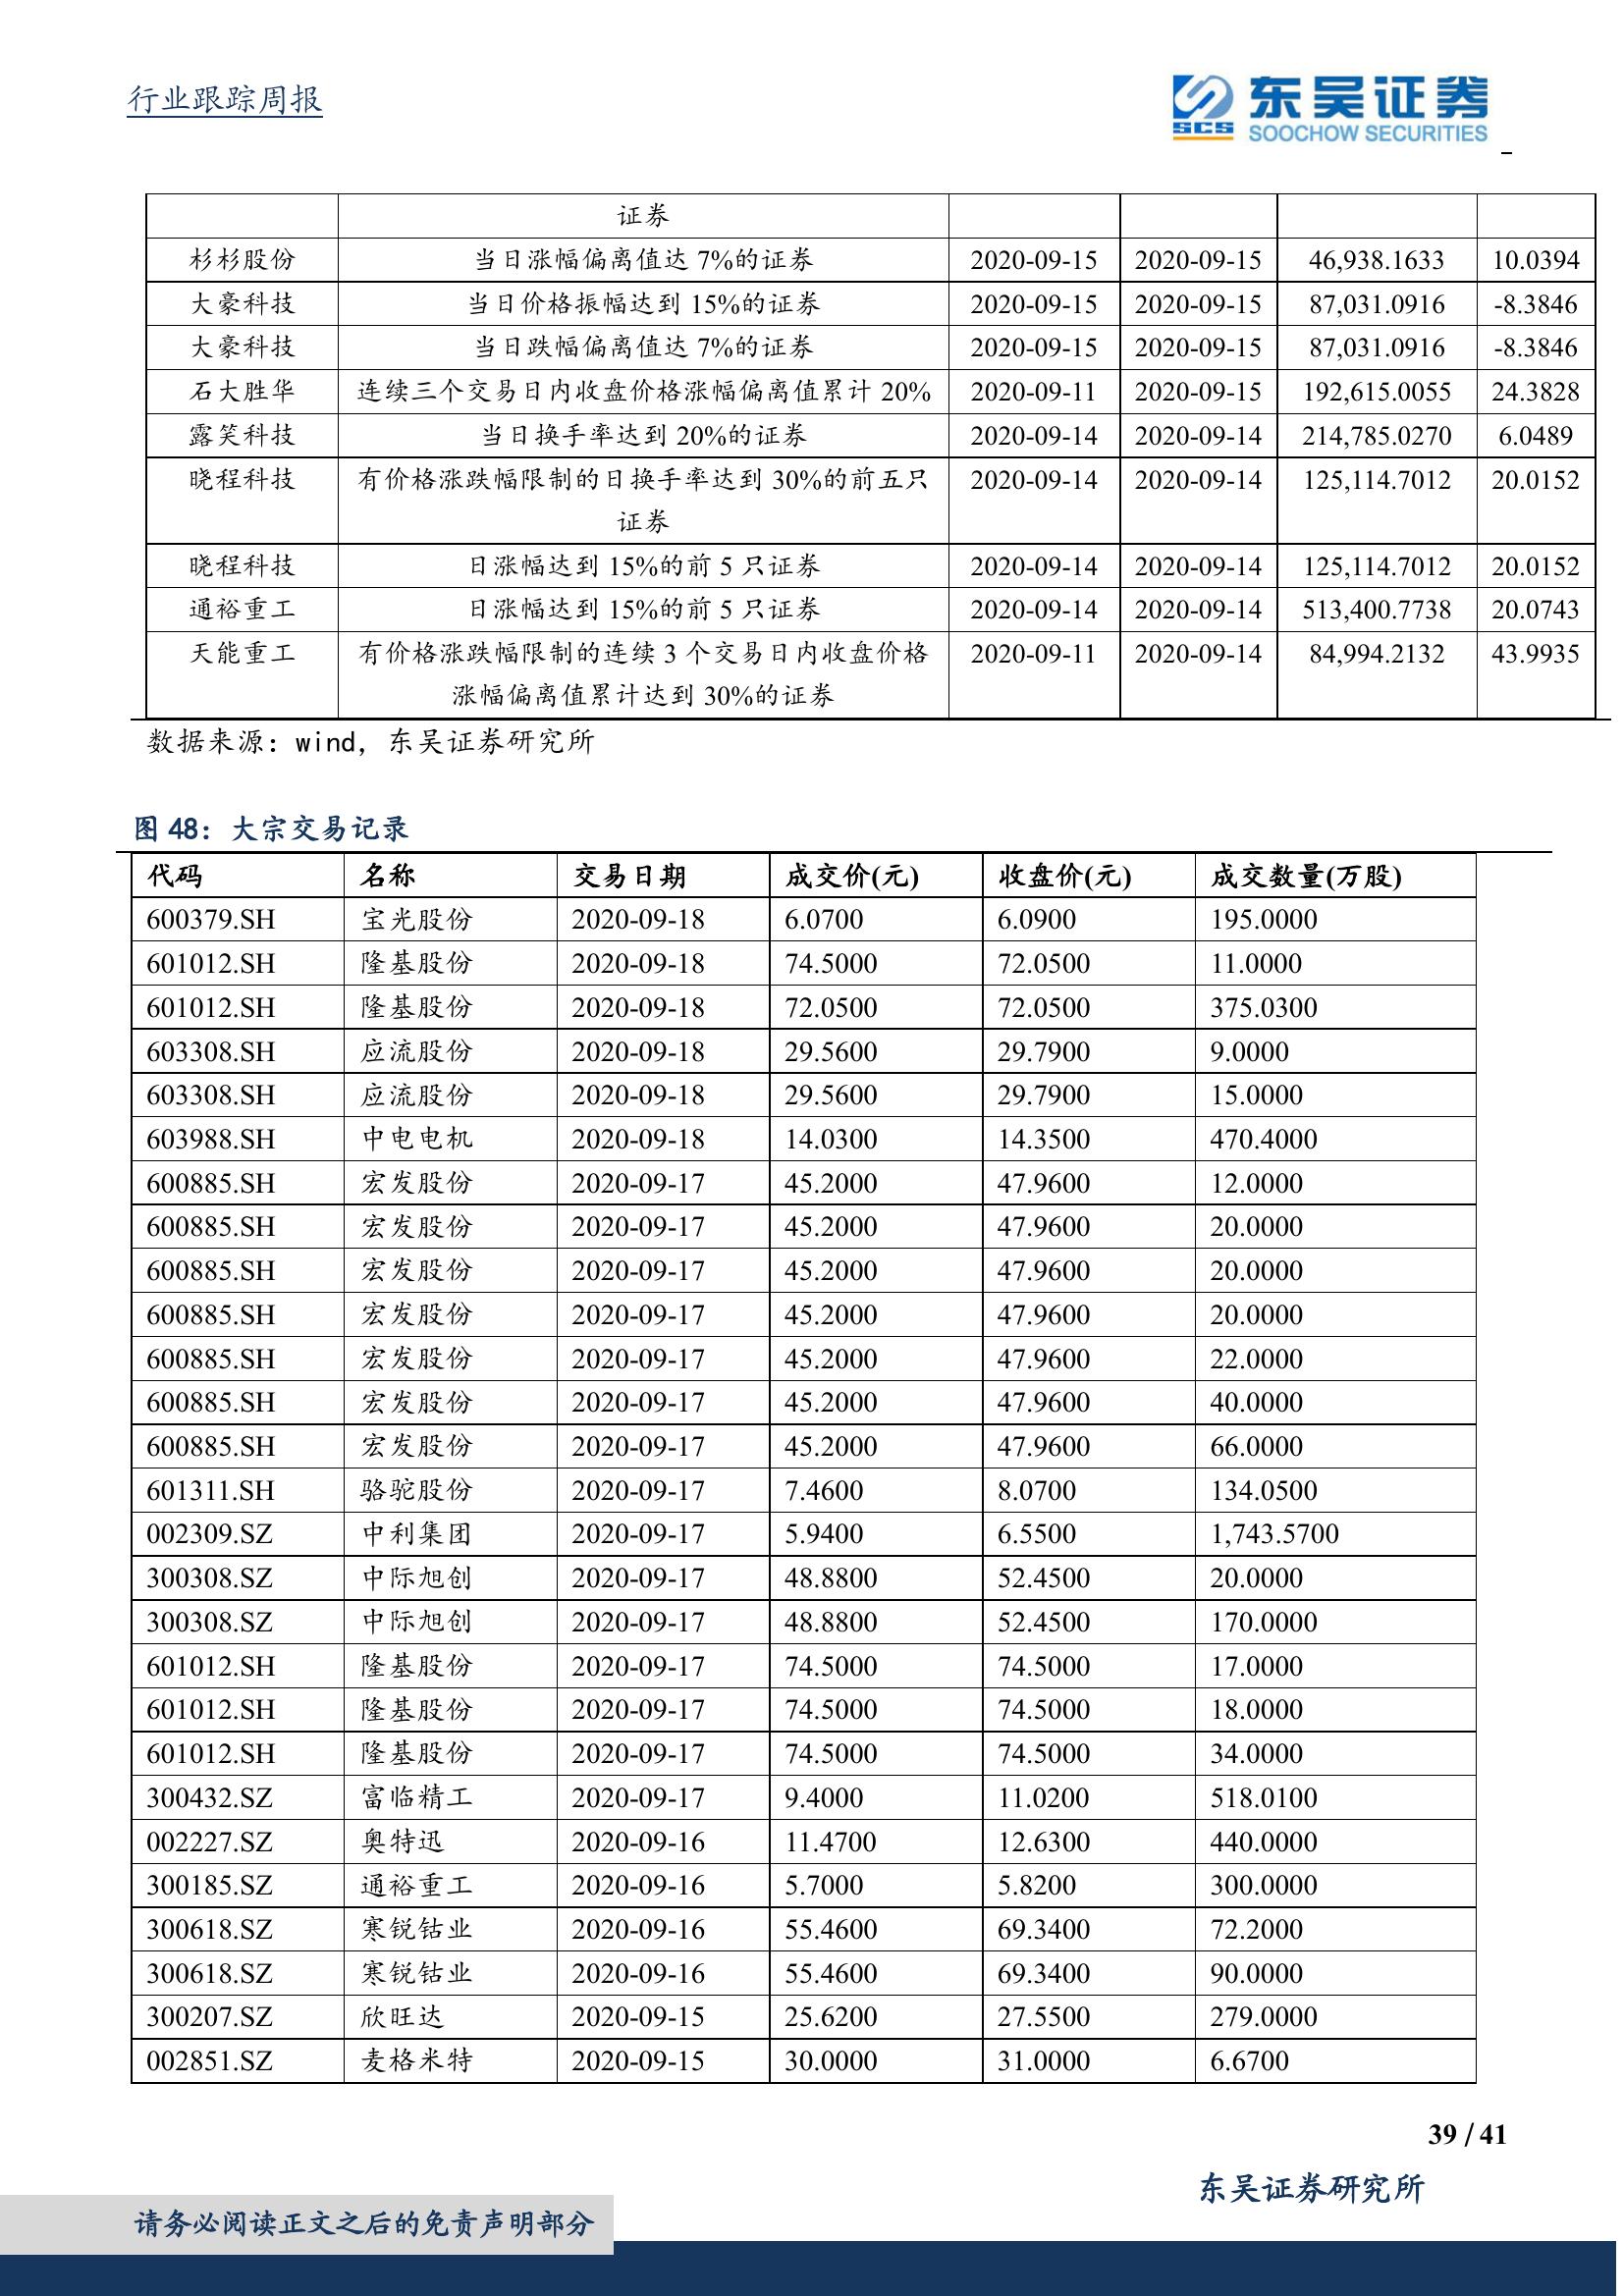 行业跟踪周报
SCS 东吴证券
SOOCHOW SECURITIES
证券
杉杉股份 当日涨幅偏离值达 7%的证券 2020-09-15 2020-09-15 46,938.1633 10.0394
大豪科技 当日价格振幅达到 15%的证券 2020-09-15 2020-09-15 87,031.0916 -8.3846
大豪科技 当日跌幅偏离值达 7%的证券 2020-09-15 2020-09-15 87,031.0916 -8.3846
石大胜华 连续三个交易日内收盘价格涨幅偏离值累计 20% 2020-09-11 2020-09-15 192,615.0055 24.3828
露笑科技 当日换手率达到 20%的证券 2020-09-14 2020-09-14 214,785.0270 6.0489
晓程科技 有价格涨跌幅限制的日换手率达到 30%的前五只 2020-09-14 2020-09-14 125,114.7012 20.0152
证券
晓程科技 日涨幅达到 15%的前 5 只证券 2020-09-14 2020-09-14 125,114.7012 20.0152
通裕重工 日涨幅达到 15%的前 5 只证券 2020-09-14 2020-09-14 513,400.7738 20.0743
天能重工 有价格涨跌幅限制的连续 3 个交易日内收盘价格 2020-09-11 2020-09-14 84,994.2132 43.9935
涨幅偏离值累计达到 30%的证券
数据来源：wind，东吴证券研究所
图 48：大宗交易记录
代码 名称 交易日期 成交价(元) 收盘价(元) 成交数量(万股)
600379.SH 宝光股份 2020-09-18 6.0700 6.0900 195.0000
601012.SH 隆基股份 2020-09-18 74.5000 72.0500 11.0000
601012.SH 隆基股份 2020-09-18 72.0500 72.0500 375.0300
603308.SH 应流股份 2020-09-18 29.5600 29.7900 9.0000
603308.SH 应流股份 2020-09-18 29.5600 29.7900 15.0000
603988.SH 中电电机 2020-09-18 14.0300 14.3500 470.4000
600885.SH 宏发股份 2020-09-17 45.2000 47.9600 12.0000
600885.SH 宏发股份 2020-09-17 45.2000 47.9600 20.0000
600885.SH 宏发股份 2020-09-17 45.2000 47.9600 20.0000
600885.SH 宏发股份 2020-09-17 45.2000 47.9600 20.0000
600885.SH 宏发股份 2020-09-17 45.2000 47.9600 22.0000
600885.SH 宏发股份 2020-09-17 45.2000 47.9600 40.0000
600885.SH 宏发股份 2020-09-17 45.2000 47.9600 66.0000
601311.SH 骆驼股份 2020-09-17 7.4600 8.0700 134.0500
002309.SZ 中利集团 2020-09-17 5.9400 6.5500 1,743.5700
300308.SZ 中际旭创 2020-09-17 48.8800 52.4500 20.0000
300308.SZ 中际旭创 2020-09-17 48.8800 52.4500 170.0000
601012.SH 隆基股份 2020-09-17 74.5000 74.5000 17.0000
601012.SH 隆基股份 2020-09-17 74.5000 74.5000 18.0000
601012.SH 隆基股份 2020-09-17 74.5000 74.5000 34.0000
300432.SZ 富临精工 2020-09-17 9.4000 11.0200 518.0100
002227.SZ 奥特迅 2020-09-16 11.4700 12.6300 440.0000
300185.SZ 通裕重工 2020-09-16 5.7000 5.8200 300.0000
300618.SZ 寒锐钴业 2020-09-16 55.4600 69.3400 72.2000
300618.SZ 寒锐钴业 2020-09-16 55.4600 69.3400 90.0000
300207.SZ 欣旺达 2020-09-15 25.6200 27.5500 279.0000
002851.SZ 麦格米特 2020-09-15 30.0000 31.0000 6.6700
39 / 41
东吴证券研究所
请务必阅读正文之后的免责声明部分